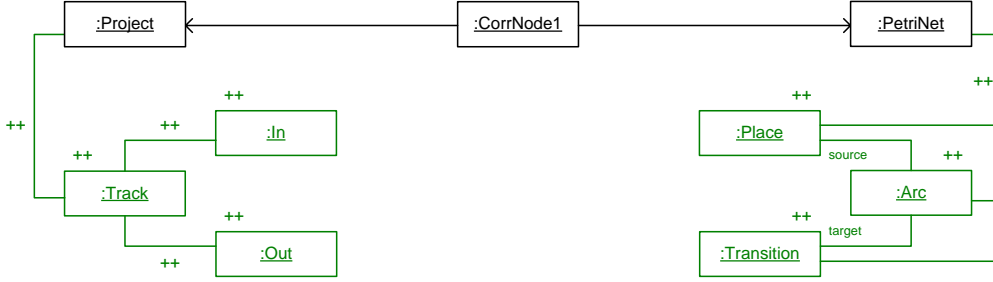 :Project
:CorrNode1
:PetriNet
++
++
++
++
++
:In
:Place
++
source
++
++
:Track
:Arc
++
++
target
:Out
:Transition
++